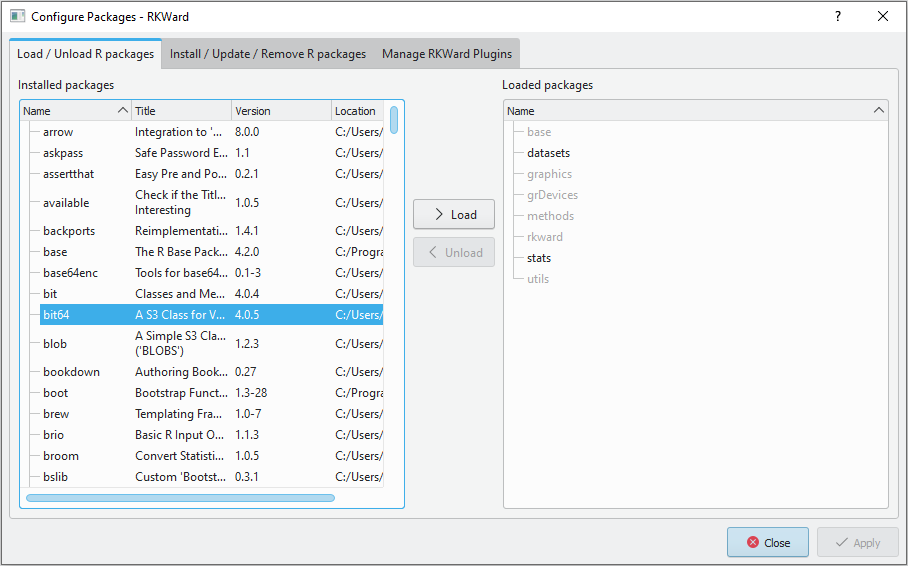 Configure Packages - RKWard
Load / Unload R packages Install / Update / Remove R packages Manage RKWard Plugins
Installed packages
Name Title Version Location
arrow Integration to '... 8.0.0 C:/Users/
askpass Safe Password E... 1.1 C:/Users/
assertthat Easy Pre and Po... 0.2.1 C:/Users/
available Check if the Titl... 1.0.5 C:/Users/
Interesting
backports Reimplementati... 1.4.1 C:/Users/
base The R Base Pack... 4.2.0 C:/Progra
base64enc Tools for base64... 0.1-3 C:/Users/
bit Classes and Me... 4.0.4 C:/Users/
bit64 A S3 Class for V... 4.0.5 C:/Users/
blob A Simple S3 Cla... 1.2.3 C:/Users/
('BLOBS')
bookdown Authoring Book... 0.27 C:/Users/
boot Bootstrap Funct... 1.3-28 C:/Progra
brew Templating Fra... 1.0-7 C:/Users/
brio Basic R Input O... 1.1.3 C:/Users/
broom Convert Statisti... 1.0.5 C:/Users/
bslib Custom 'Bootst... 0.3.1 C:/Users/
Load
Unload
Loaded packages
Name
base
datasets
graphics
grDevices
methods
rkward
stats
utils
Close Apply